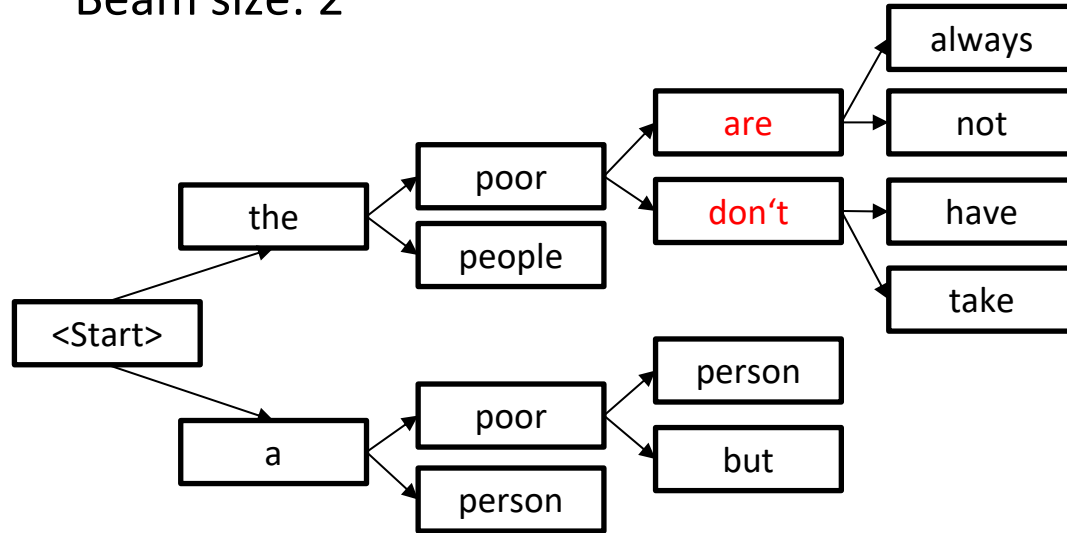 Beam size: 2
always
are
not
poor
the
don‘t
have
people
take
<Start>
person
poor
a
but
person